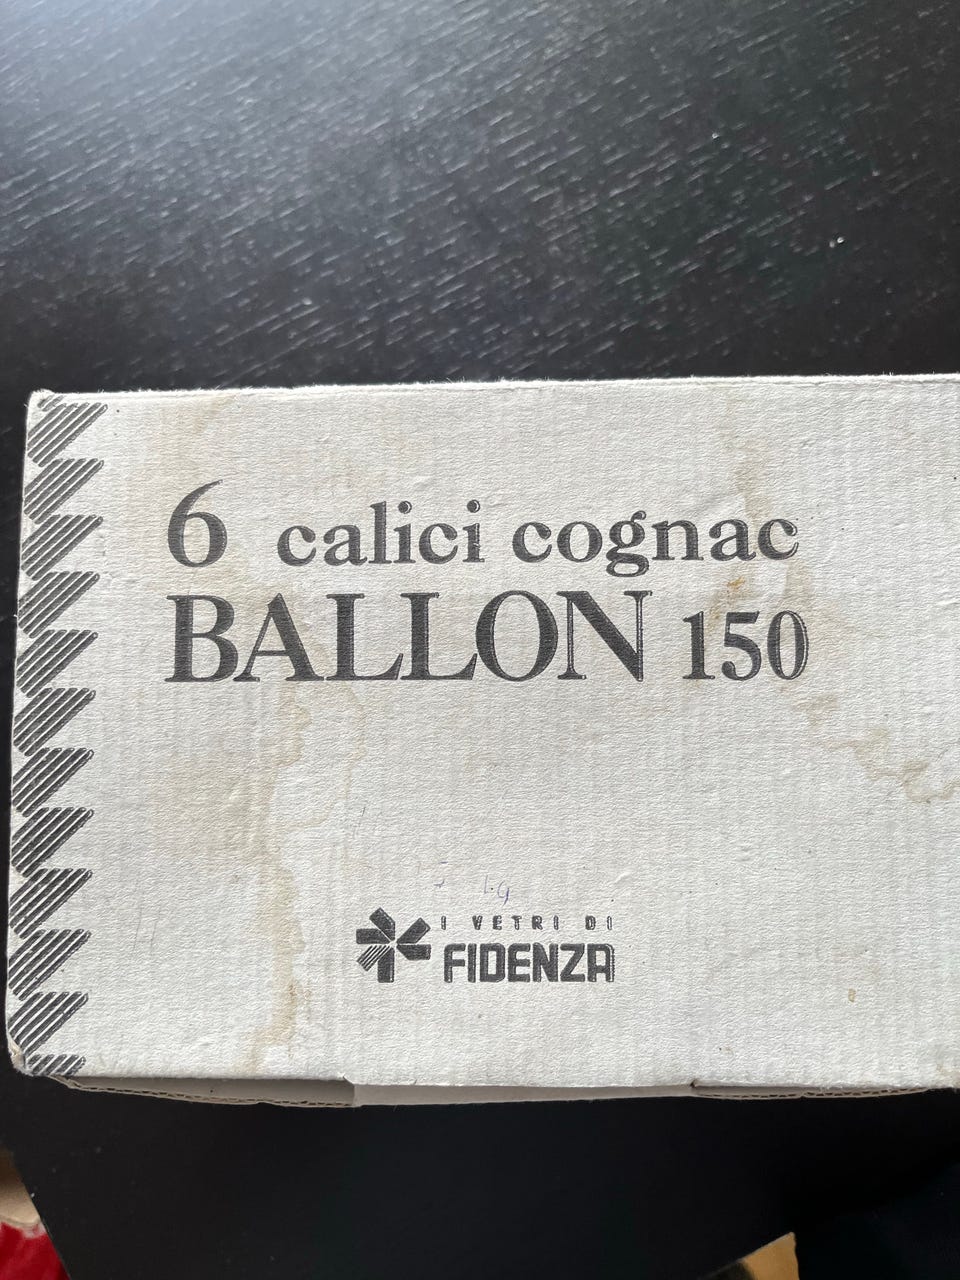 6 calici cognac
BALLON 150
I VETRI DI
FIDENZA